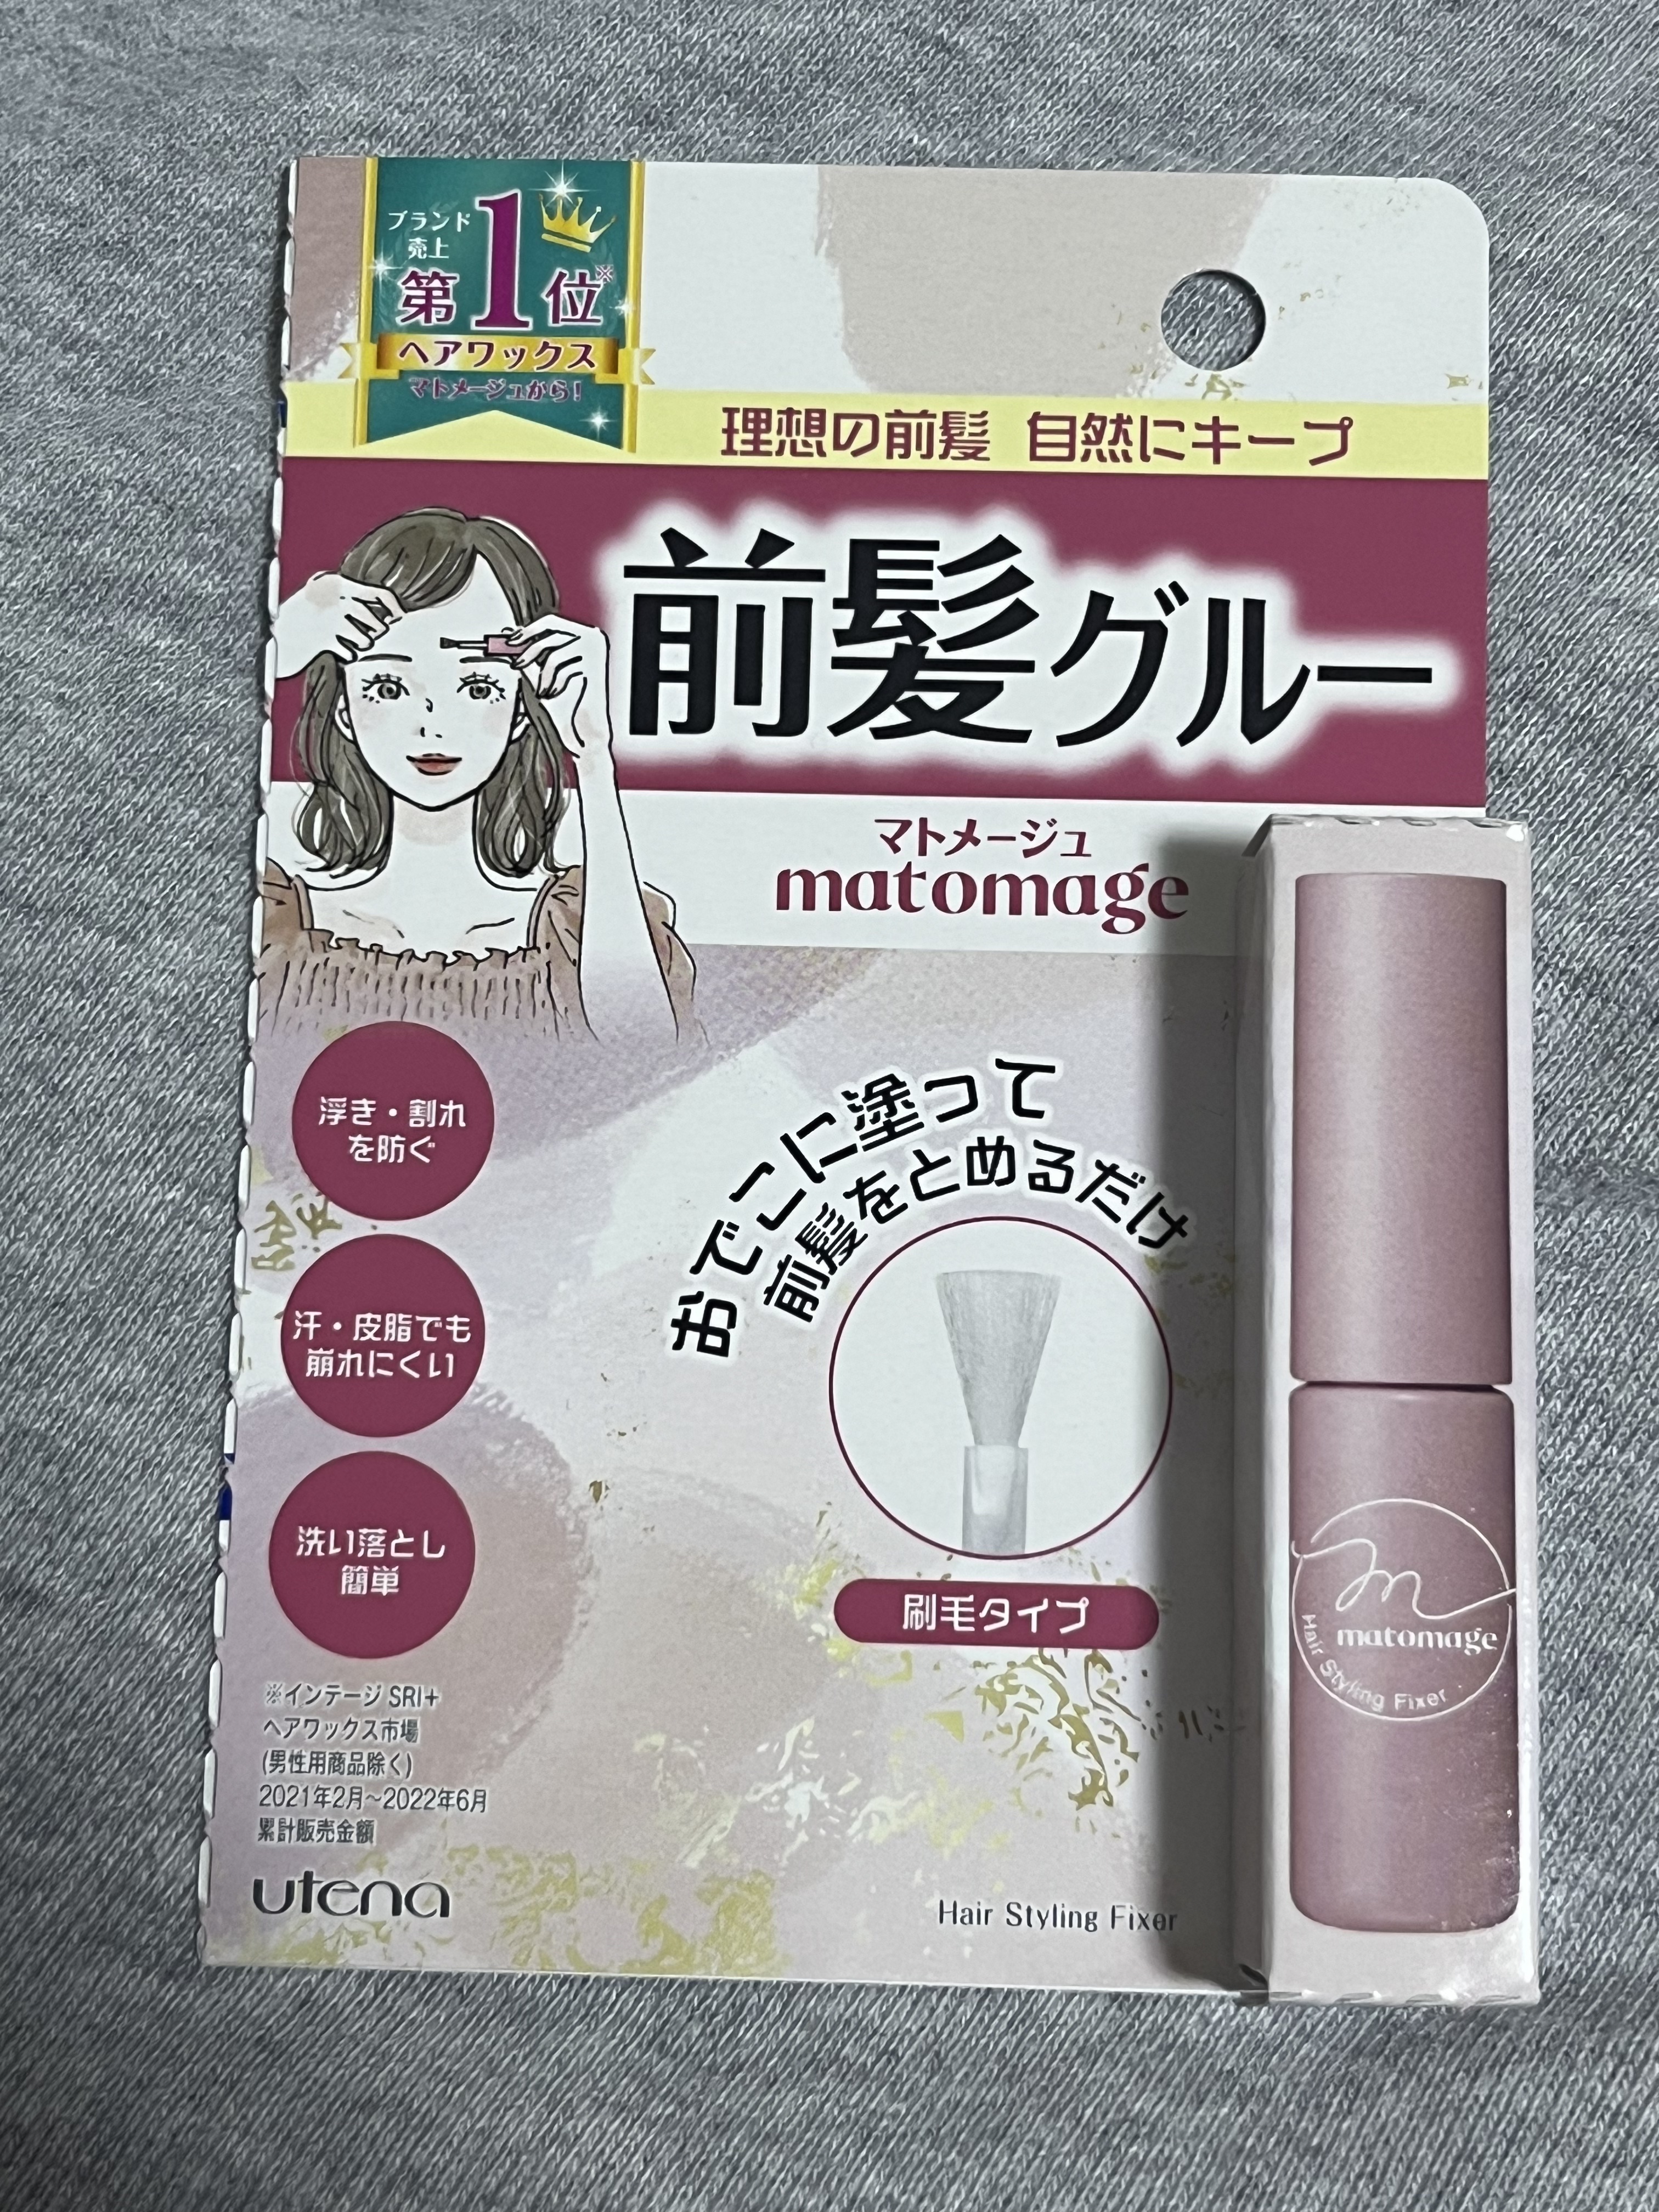 ブランド
売上
第1位※
ヘアワックス
マトメージュから!
理想の前髪 自然にキープ
前髪グルー
マトメージュ
matomage
浮き・割れ
を防ぐ
汗・皮脂でも
崩れにくい
洗い落とし
簡単
おでこに塗って
前髪をとめるだけ
刷毛タイプ
※インテージ SRI+
ヘアワックス市場
(男性用商品除く)
2021年2月~2022年6月
累計販売金額
utena
Hair Styling Fixer
m
matomage
Hair Styling Fixer